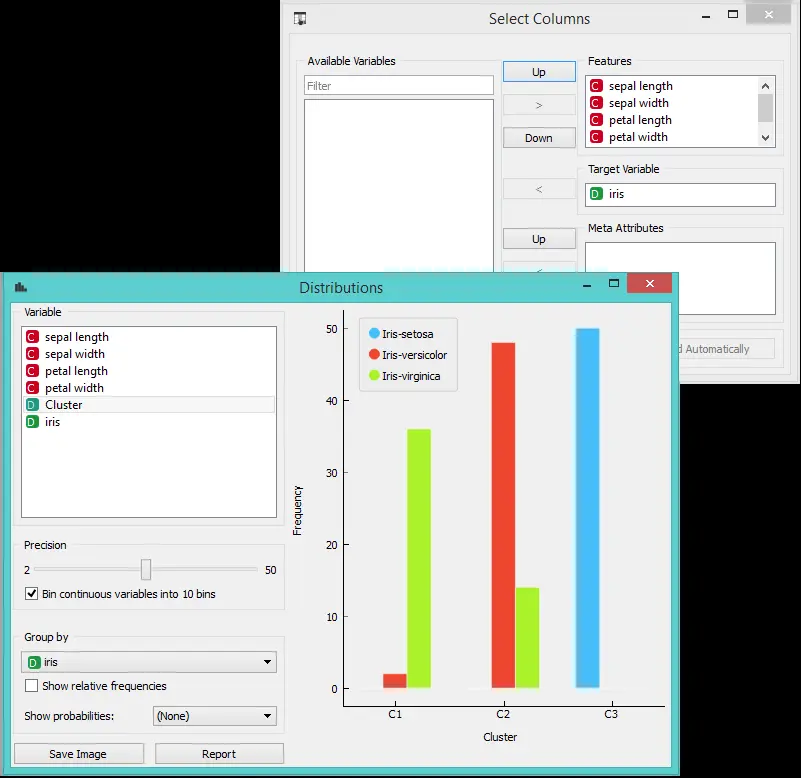 Select Columns
Available Variables
Filter
Up
>
Down
<
Up
<
Features
C sepal length
C sepal width
C petal length
C petal width
Target Variable
D iris
Meta Attributes
d Automatically
Distributions
Variable
C sepal length
C sepal width
C petal length
C petal width
D Cluster
D iris
Precision
2 50
Bin continuous variables into 10 bins
Group by
D iris
Show relative frequencies
Show probabilities: (None)
Save Image Report
Iris-setosa
Iris-versicolor
Iris-virginica
50
40
30
20
10
0
Frequency
C1 C2 C3
Cluster